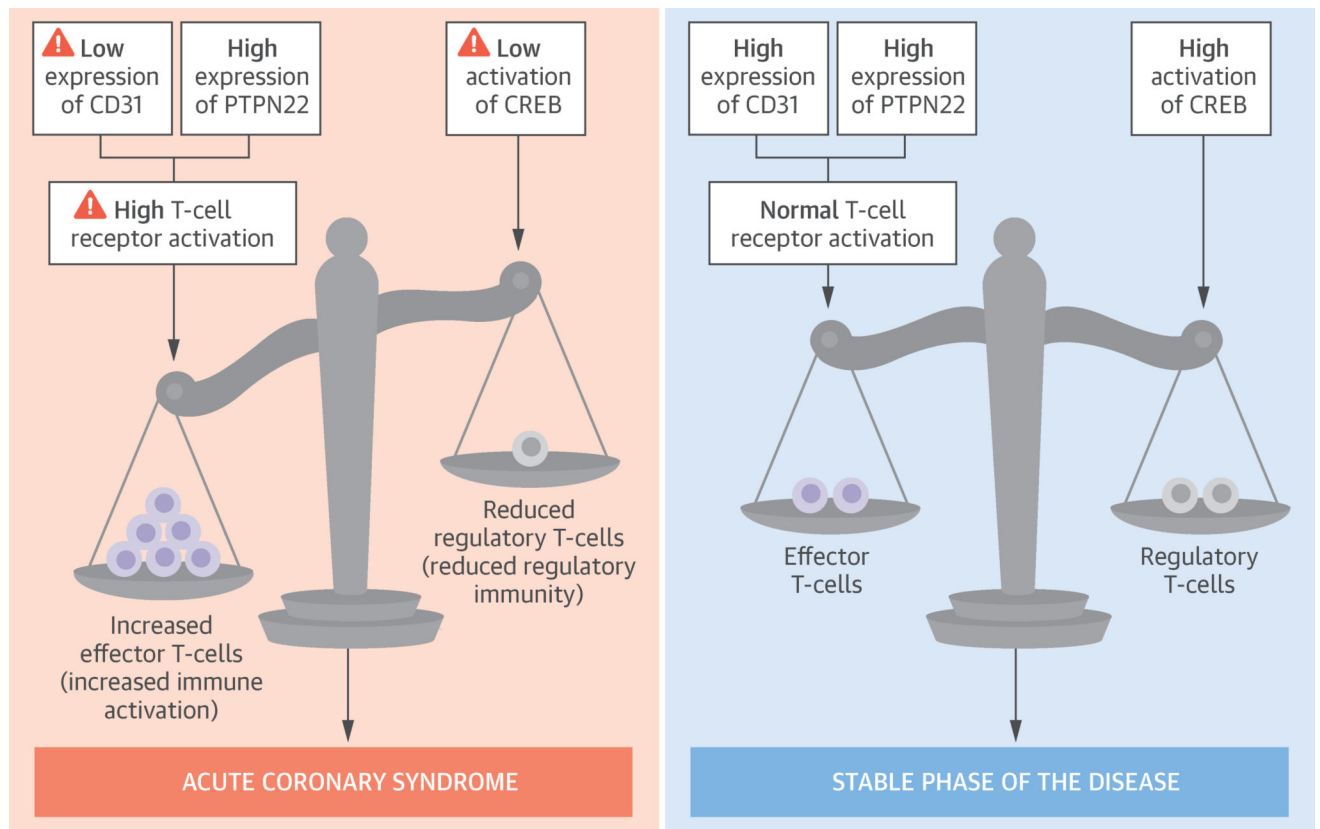 Low
expression
of CD31
High
expression
of PTPN22
Low
activation
of CREB
High T-cell
receptor activation
Increased
effector T-cells
(increased immune
activation)
Reduced
regulatory T-cells
(reduced regulatory
immunity)
ACUTE CORONARY SYNDROME
High
expression
of CD31
High
expression
of PTPN22
High
activation
of CREB
Normal T-cell
receptor activation
Effector
T-cells
Regulatory
T-cells
STABLE PHASE OF THE DISEASE